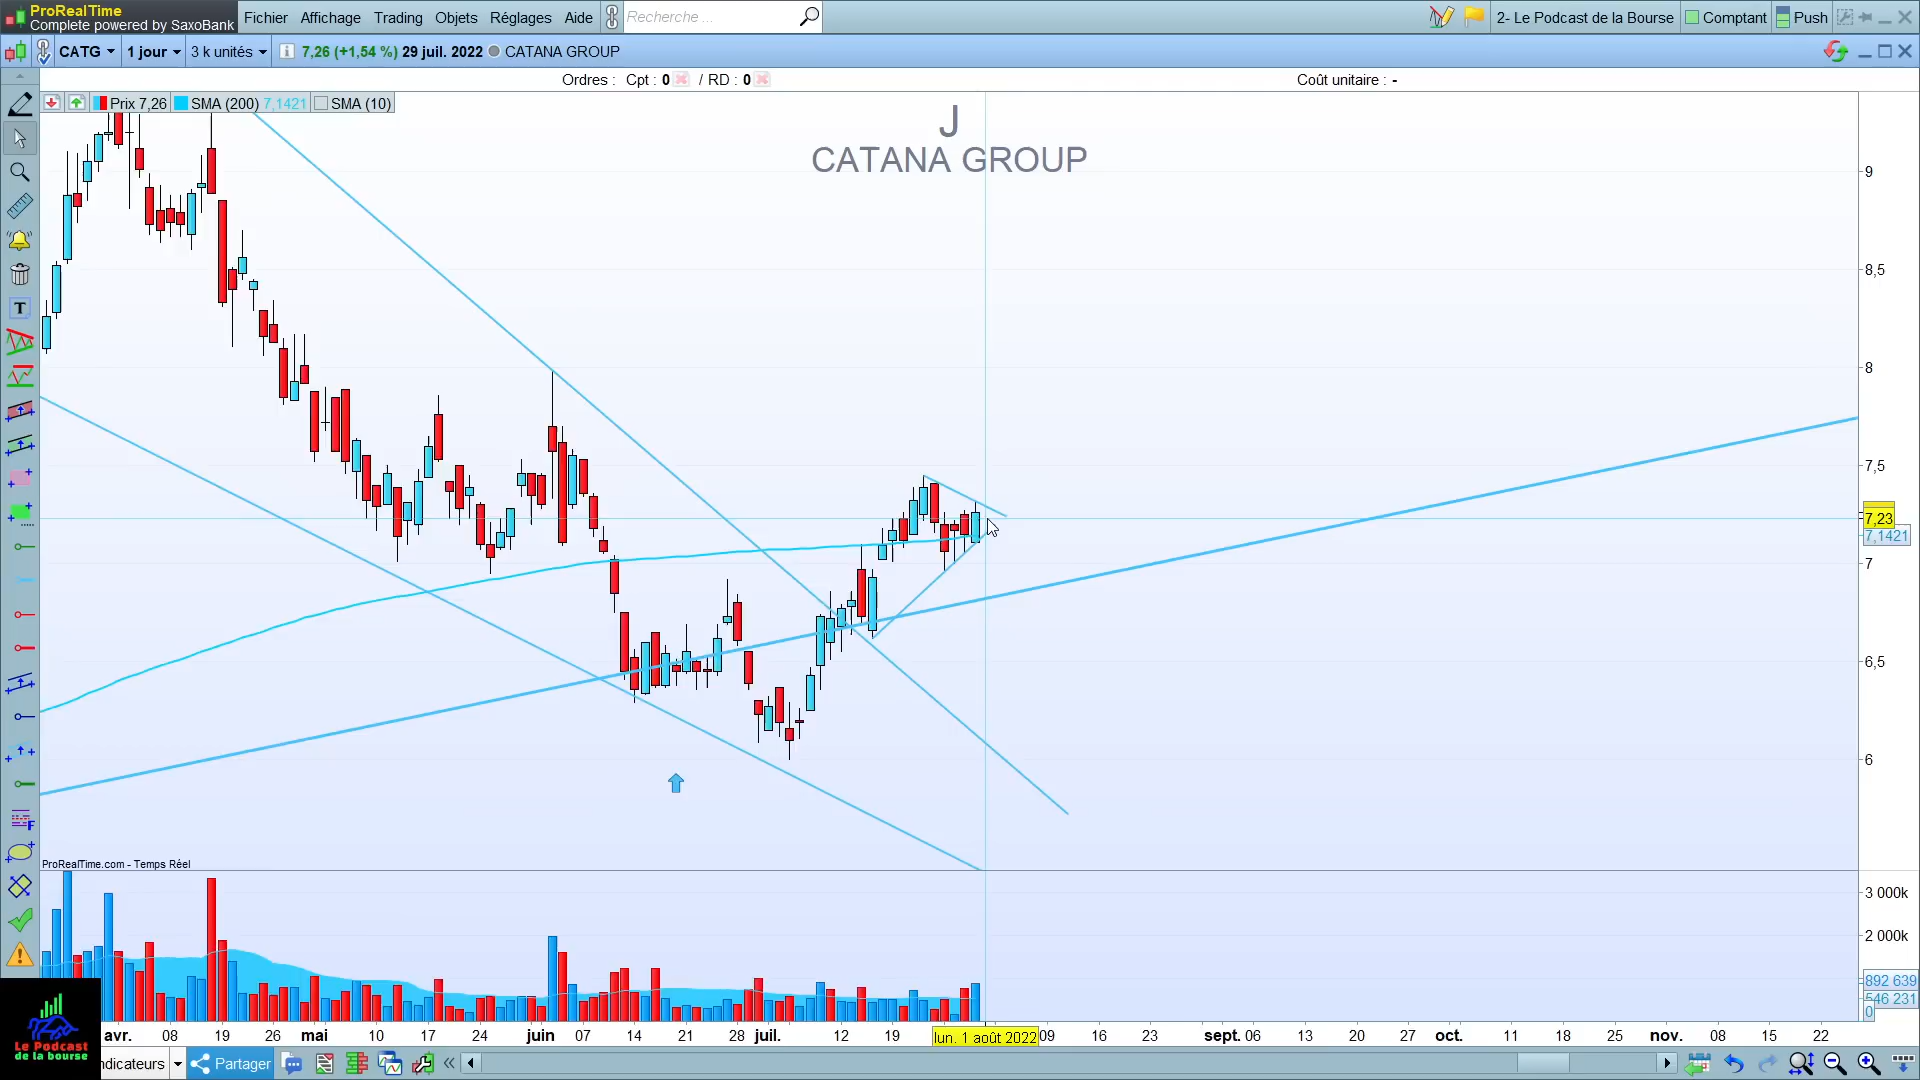 ProRealTime
Complete powered by SaxoBank
Fichier Affichage Trading Objets Réglages Aide Recherche ... 2- Le Podcast de la Bourse Comptant Push
CATG 1 jour 3 k unités 7,26 (+1,54 %) 29 juil. 2022 CATANA GROUP
Ordres : Cpt : 0 / RD : 0 Coût unitaire : -
Prix 7,26 SMA (200) 7,1421 SMA (10)
J
CATANA GROUP
9
8,5
8
7,5
7,23
7,1421
7
6,5
6
T
F
ProRealTime.com - Temps Réel
3 000k
2 000k
892 639
546 231
0
avr. 08 19 26 mai 10 17 24 juin 07 14 21 28 juil. 12 19 lun. 1 août 2022 09 16 23 sept. 06 13 20 27 oct. 11 18 25 nov. 08 15 22
Le Podcast
de la bourse
ndicateurs Partager